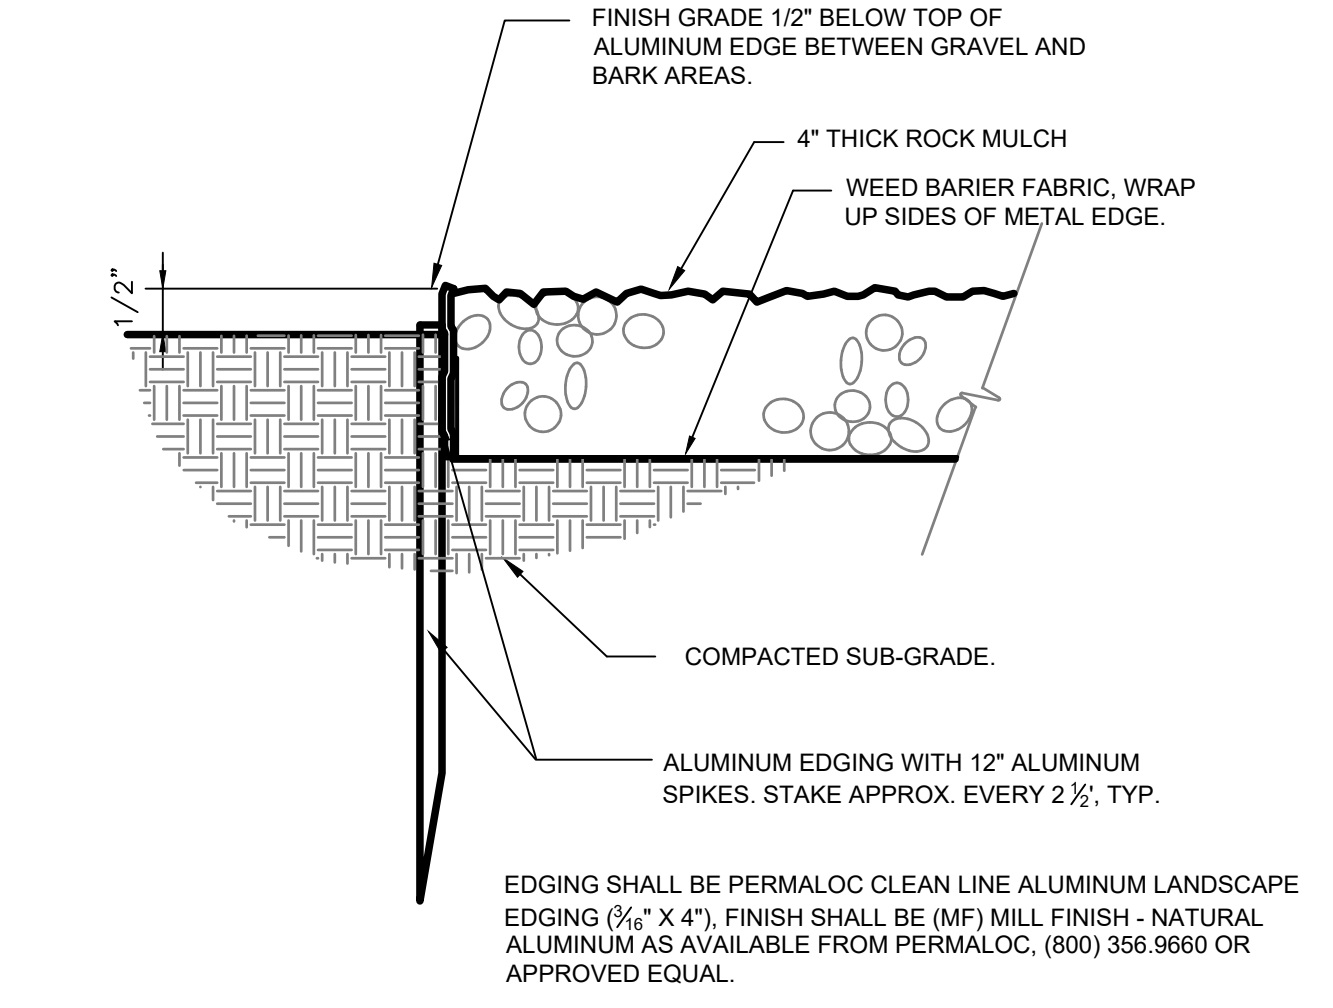 FINISH GRADE 1/2" BELOW TOP OF
ALUMINUM EDGE BETWEEN GRAVEL AND
BARK AREAS.
4" THICK ROCK MULCH
WEED BARIER FABRIC, WRAP
UP SIDES OF METAL EDGE.
1/2"
COMPACTED SUB-GRADE.
ALUMINUM EDGING WITH 12" ALUMINUM
SPIKES. STAKE APPROX. EVERY 2 ½', TYP.
EDGING SHALL BE PERMALOC CLEAN LINE ALUMINUM LANDSCAPE
EDGING (3/16" X 4"), FINISH SHALL BE (MF) MILL FINISH - NATURAL
ALUMINUM AS AVAILABLE FROM PERMALOC, (800) 356.9660 OR
APPROVED EQUAL.